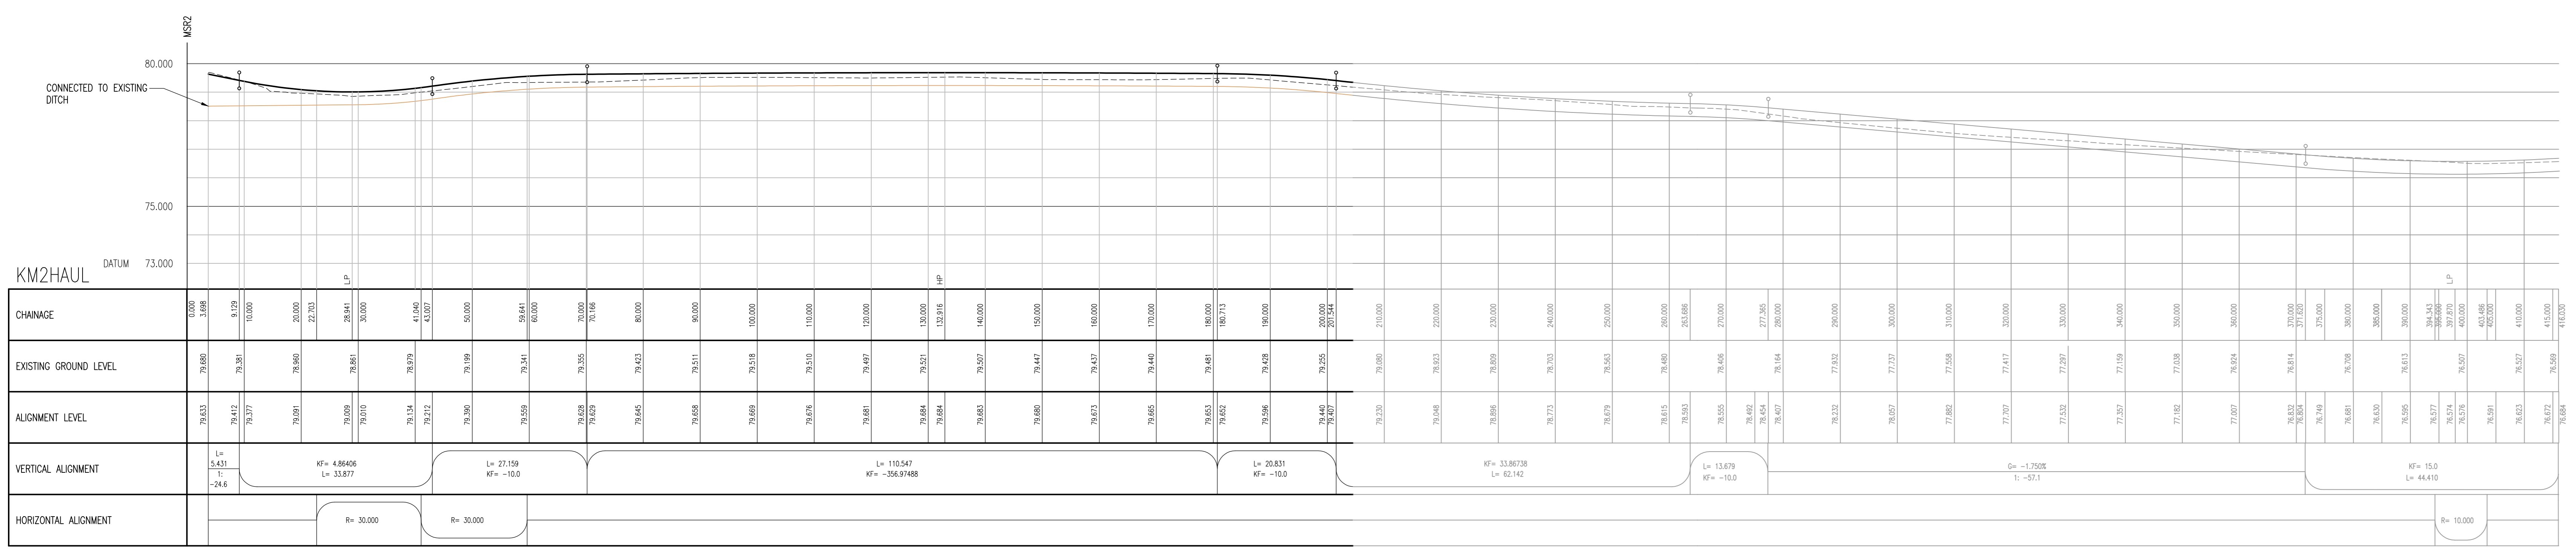 MSR2
80.000
CONNECTED TO EXISTING
DITCH
75.000
DATUM 73.000
KM2HAUL
LP HP LP
CHAINAGE 0.000 3.698 9.129 10.000 20.000 22.703 28.941 30.000 41.040 43.007 50.000 59.641 60.000 70.000 70.166 80.000 90.000 100.000 110.000 120.000 130.000 132.916 140.000 150.000 160.000 170.000 180.000 180.713 190.000 200.000 201.544 210.000 220.000 230.000 240.000 250.000 260.000 263.686 270.000 277.365 280.000 290.000 300.000 310.000 320.000 330.000 340.000 350.000 360.000 370.000 371.620 375.000 380.000 385.000 390.000 394.343 397.870 400.000 403.486 405.000 410.000 415.000 416.030
EXISTING GROUND LEVEL 79.680 79.381 78.960 78.861 78.979 79.199 79.341 79.355 79.423 79.511 79.518 79.510 79.497 79.521 79.507 79.447 79.437 79.440 79.481 79.428 79.255 79.080 78.923 78.809 78.703 78.563 78.480 78.406 78.164 77.932 77.737 77.558 77.417 77.297 77.159 77.038 76.924 76.814 76.708 76.613 76.507 76.527 76.569
ALIGNMENT LEVEL 79.633 79.412 79.377 79.091 79.009 79.010 79.134 79.212 79.390 79.559 79.628 79.629 79.645 79.658 79.669 79.676 79.681 79.684 79.684 79.683 79.680 79.673 79.665 79.653 79.652 79.596 79.440 79.407 79.230 79.048 78.896 78.773 78.679 78.615 78.593 78.555 78.492 78.454 78.407 78.232 78.057 77.882 77.707 77.532 77.357 77.182 77.007 76.832 76.804 76.749 76.681 76.630 76.595 76.577 76.574 76.576 76.591 76.623 76.672 76.684
VERTICAL ALIGNMENT
L=
5.431
1:
-24.6
KF= 4.86406
L= 33.877
L= 27.159
KF= -10.0
L= 110.547
KF= -356.97488
L= 20.831
KF= -10.0
KF= 33.86738
L= 62.142
L= 13.679
KF= -10.0
G= -1.750%
1: -57.1
KF= 15.0
L= 44.410
HORIZONTAL ALIGNMENT R= 30.000 R= 30.000 R= 10.000